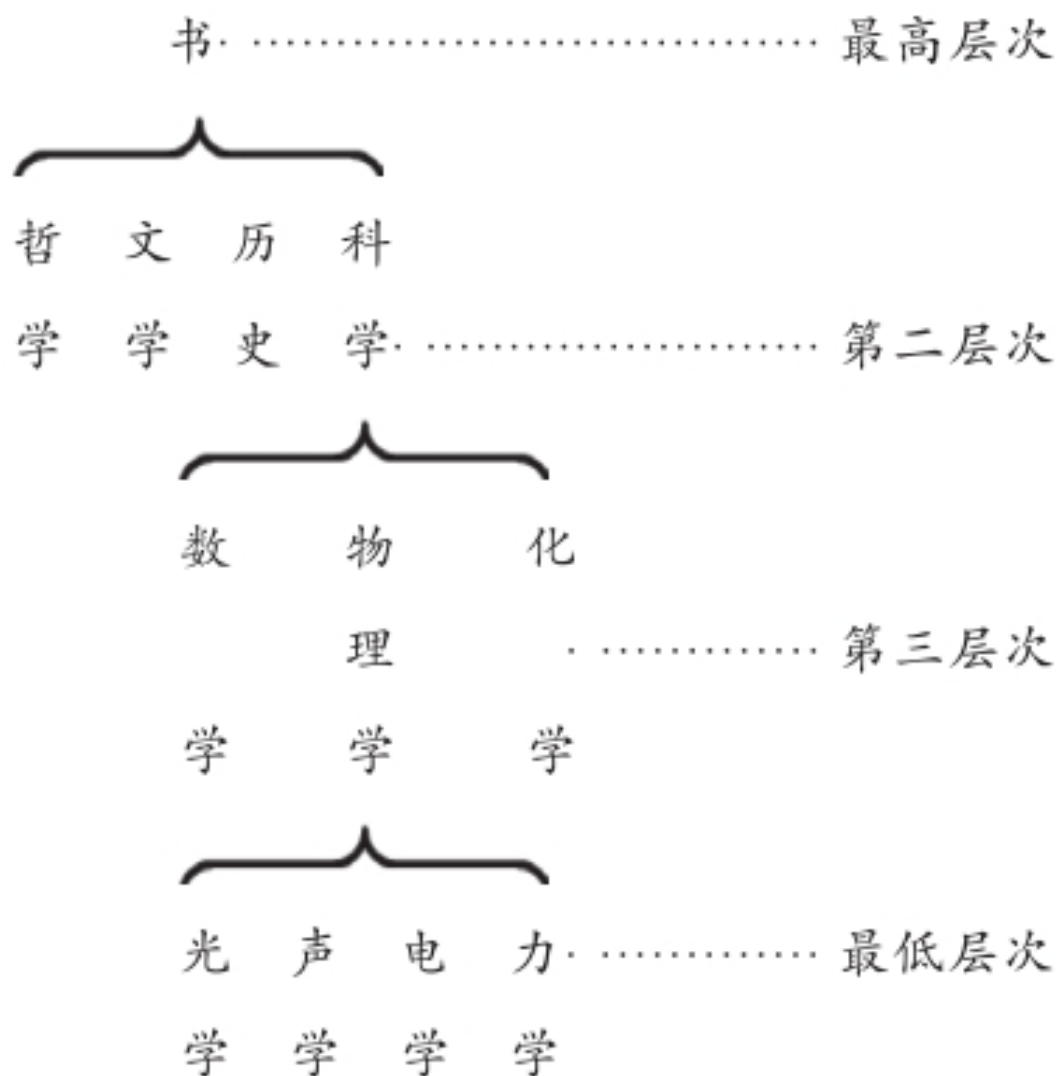 书· ·································· 最高层次
哲 文 历 科
学 学 史 学· ························ 第二层次
数 物 化
理 · ············· 第三层次
学 学 学
光 声 电 力· ·············· 最低层次
学 学 学 学